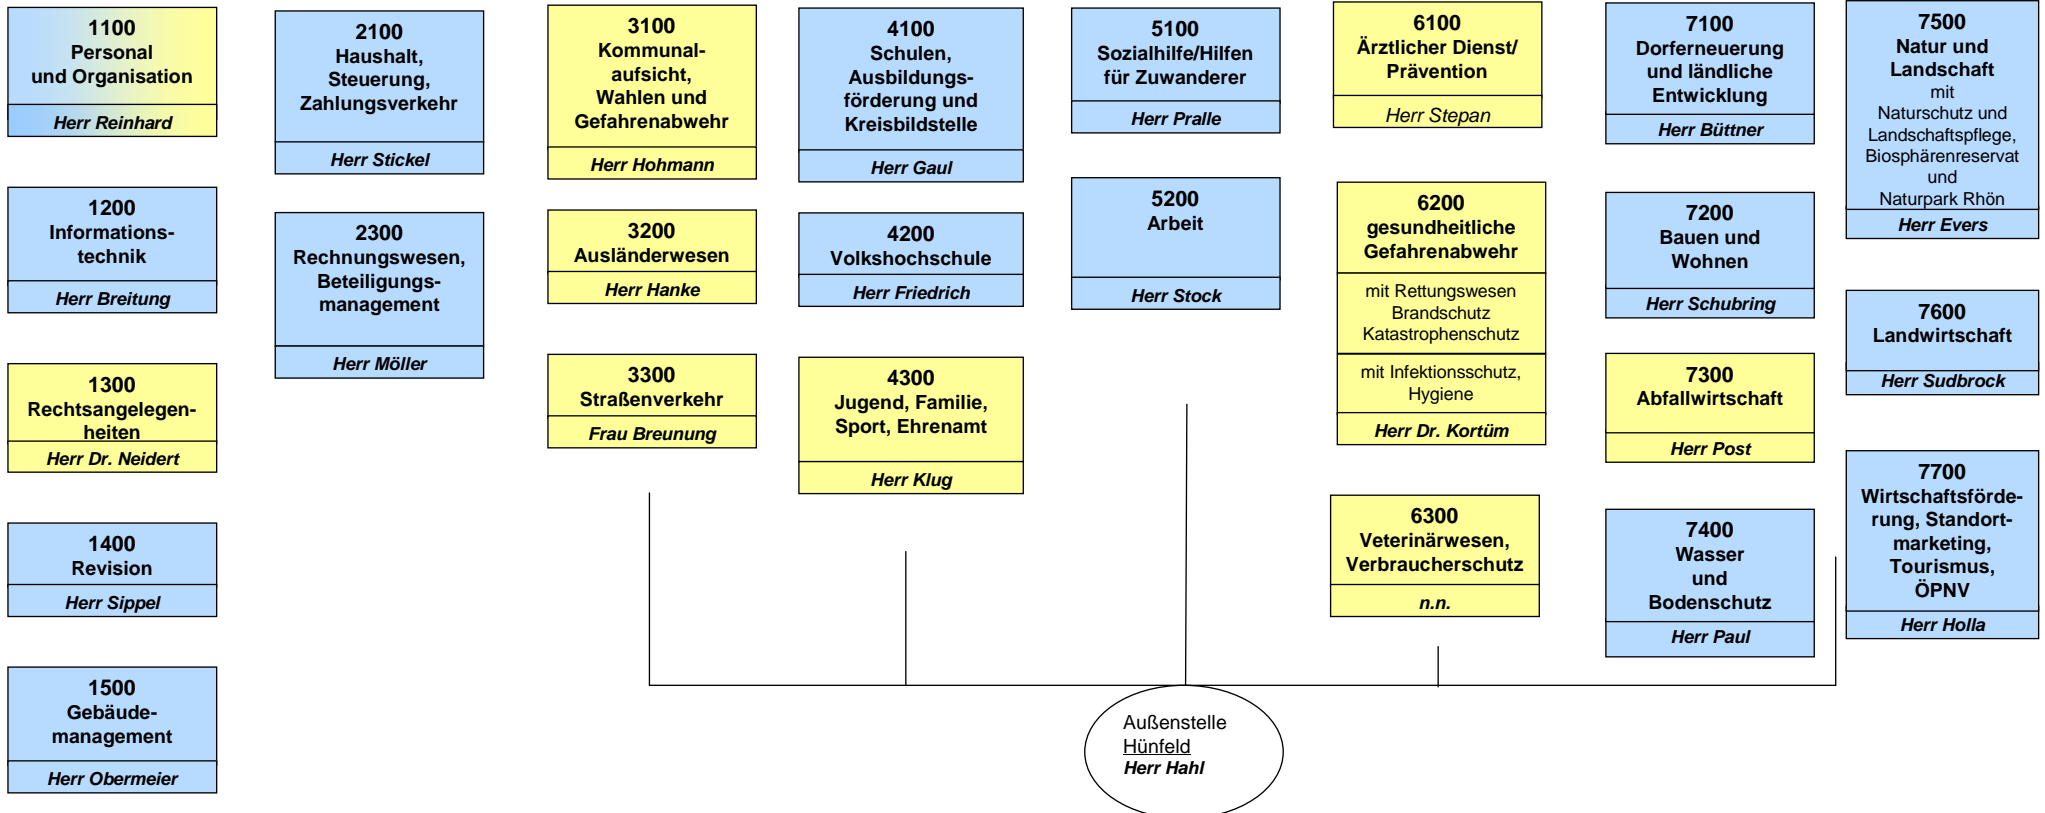 1100
Personal
und Organisation
Herr Reinhard
1200
Informations-
technik
Herr Breitung
1300
Rechtsangelegen-
heiten
Herr Dr. Neidert
1400
Revision
Herr Sippel
1500
Gebäude-
management
Herr Obermeier
2100
Haushalt,
Steuerung,
Zahlungsverkehr
Herr Stickel
2300
Rechnungswesen,
Beteiligungs-
management
Herr Möller
3100
Kommunal-
aufsicht,
Wahlen und
Gefahrenabwehr
Herr Hohmann
3200
Ausländerwesen
Herr Hanke
3300
Straßenverkehr
Frau Breunung
4100
Schulen,
Ausbildungs-
förderung und
Kreisbildstelle
Herr Gaul
4200
Volkshochschule
Herr Friedrich
4300
Jugend, Familie,
Sport, Ehrenamt
Herr Klug
5100
Sozialhilfe/Hilfen
für Zuwanderer
Herr Pralle
5200
Arbeit
Herr Stock
6100
Ärztlicher Dienst/
Prävention
Herr Stepan
6200
gesundheitliche
Gefahrenabwehr
mit Rettungswesen
Brandschutz
Katastrophenschutz
mit Infektionsschutz,
Hygiene
Herr Dr. Kortüm
6300
Veterinärwesen,
Verbraucherschutz
n.n.
7100
Dorferneuerung
und ländliche
Entwicklung
Herr Büttner
7200
Bauen und
Wohnen
Herr Schubring
7300
Abfallwirtschaft
Herr Post
7400
Wasser
und
Bodenschutz
Herr Paul
7500
Natur und
Landschaft
mit
Naturschutz und
Landschaftspflege,
Biosphärenreservat
und
Naturpark Rhön
Herr Evers
7600
Landwirtschaft
Herr Sudbrock
7700
Wirtschaftsförde-
rung, Standort-
marketing,
Tourismus,
ÖPNV
Herr Holla
Außenstelle
Hünfeld
Herr Hahl